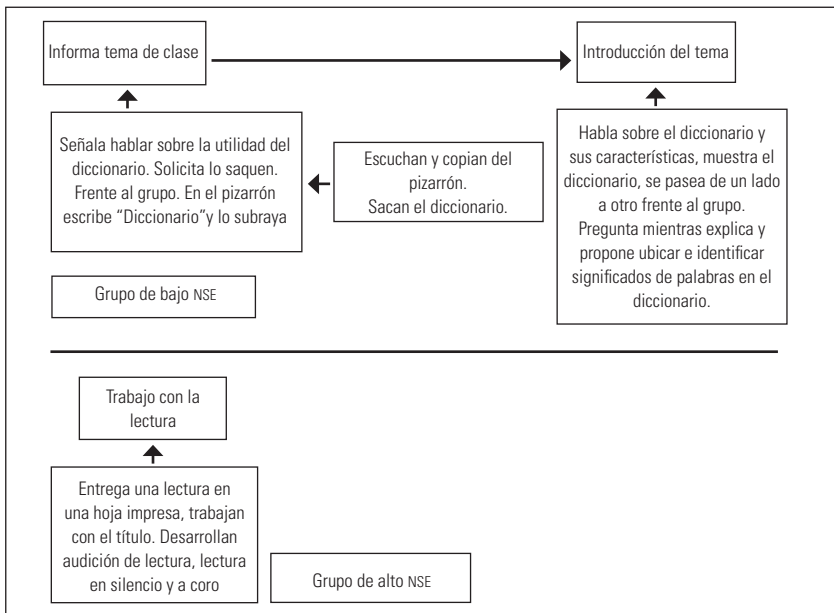 Informa tema de clase
Introducción del tema
Señala hablar sobre la utilidad del
diccionario. Solicita lo saquen.
Frente al grupo. En el pizarrón
escribe “Diccionario”y lo subraya
Escuchan y copian del
pizarrón.
Sacan el diccionario.
Habla sobre el diccionario y
sus características, muestra el
diccionario, se pasea de un lado
a otro frente al grupo.
Pregunta mientras explica y
propone ubicar e identificar
significados de palabras en el
diccionario.
Grupo de bajo NSE
Trabajo con la
lectura
Entrega una lectura en
una hoja impresa, trabajan
con el título. Desarrollan
audición de lectura, lectura
en silencio y a coro
Grupo de alto NSE